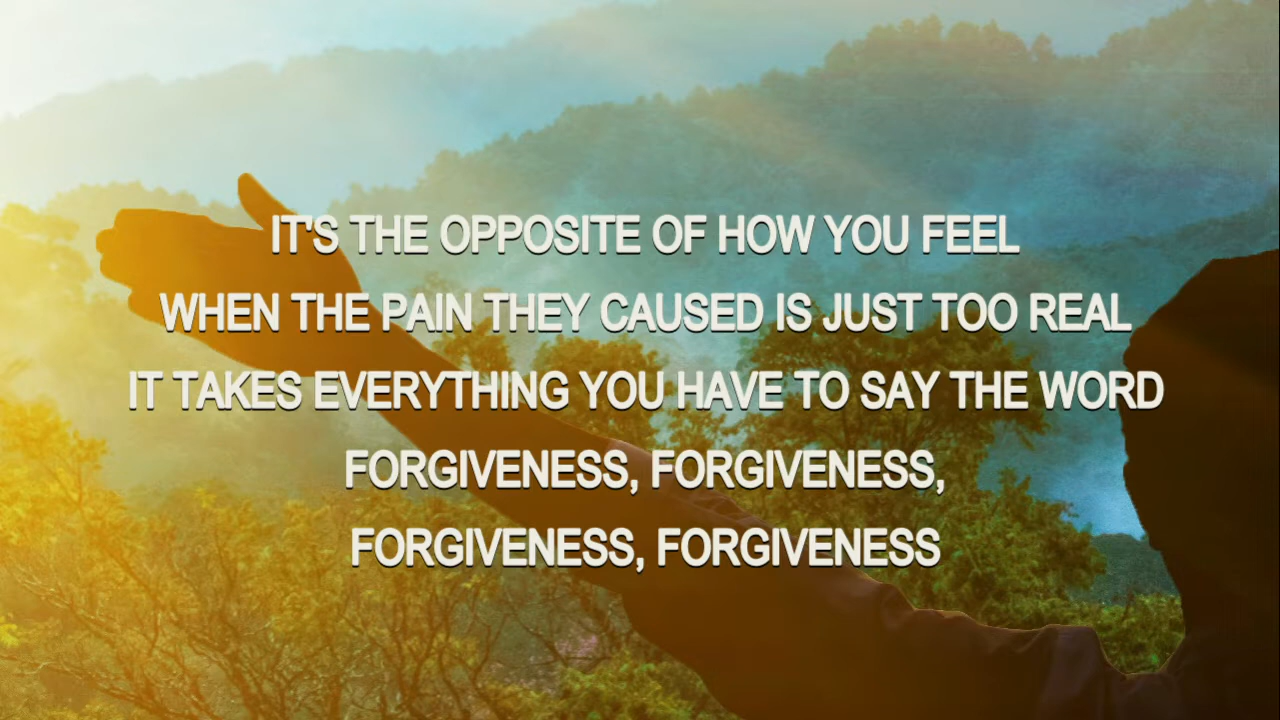 IT'S THE OPPOSITE OF HOW YOU FEEL
WHEN THE PAIN THEY CAUSED IS JUST TOO REAL
IT TAKES EVERYTHING YOU HAVE TO SAY THE WORD
FORGIVENESS, FORGIVENESS,
FORGIVENESS, FORGIVENESS